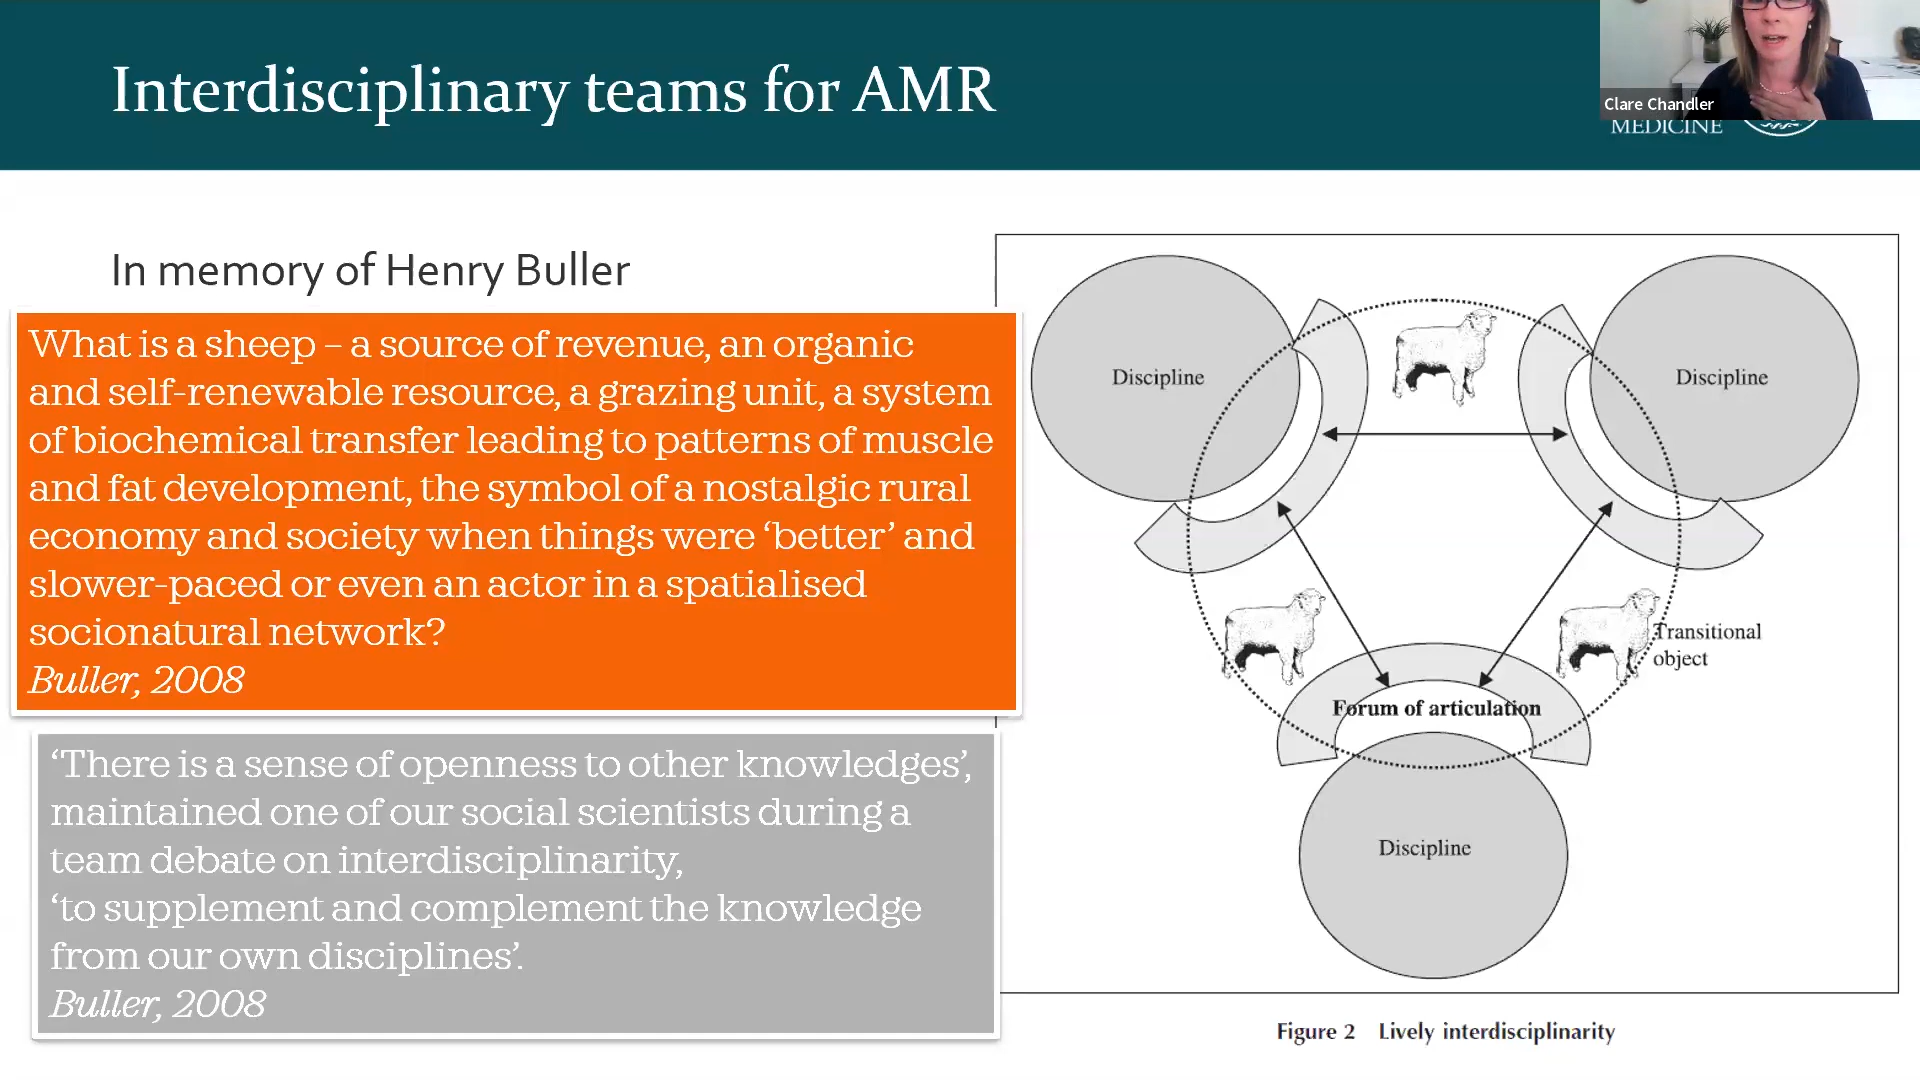 Interdisciplinary teams for AMR
Clare Chandler
MEDICINE
In memory of Henry Buller
What is a sheep – a source of revenue, an organic
and self-renewable resource, a grazing unit, a system
of biochemical transfer leading to patterns of muscle
and fat development, the symbol of a nostalgic rural
economy and society when things were ‘better’ and
slower-paced or even an actor in a spatialised
socionatural network?
Buller, 2008
‘There is a sense of openness to other knowledges’,
maintained one of our social scientists during a
team debate on interdisciplinarity,
‘to supplement and complement the knowledge
from our own disciplines’.
Buller, 2008
Discipline
Discipline
Transitional
object
Forum of articulation
Discipline
Figure 2 Lively interdisciplinarity